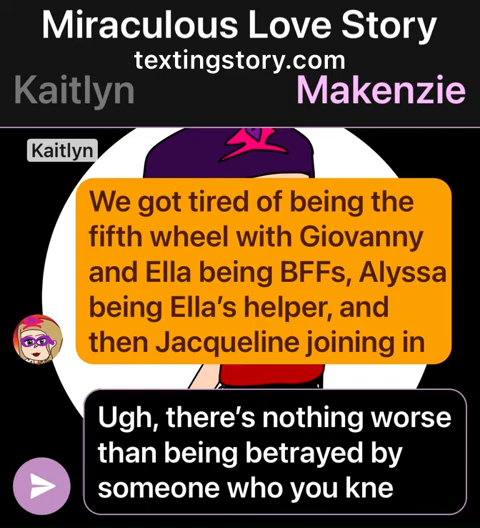 Miraculous Love Story
textingstory.com
Kaitlyn Makenzie
Kaitlyn
We got tired of being the
fifth wheel with Giovanny
and Ella being BFFs, Alyssa
being Ella’s helper, and
then Jacqueline joining in
Ugh, there’s nothing worse
than being betrayed by
someone who you kne